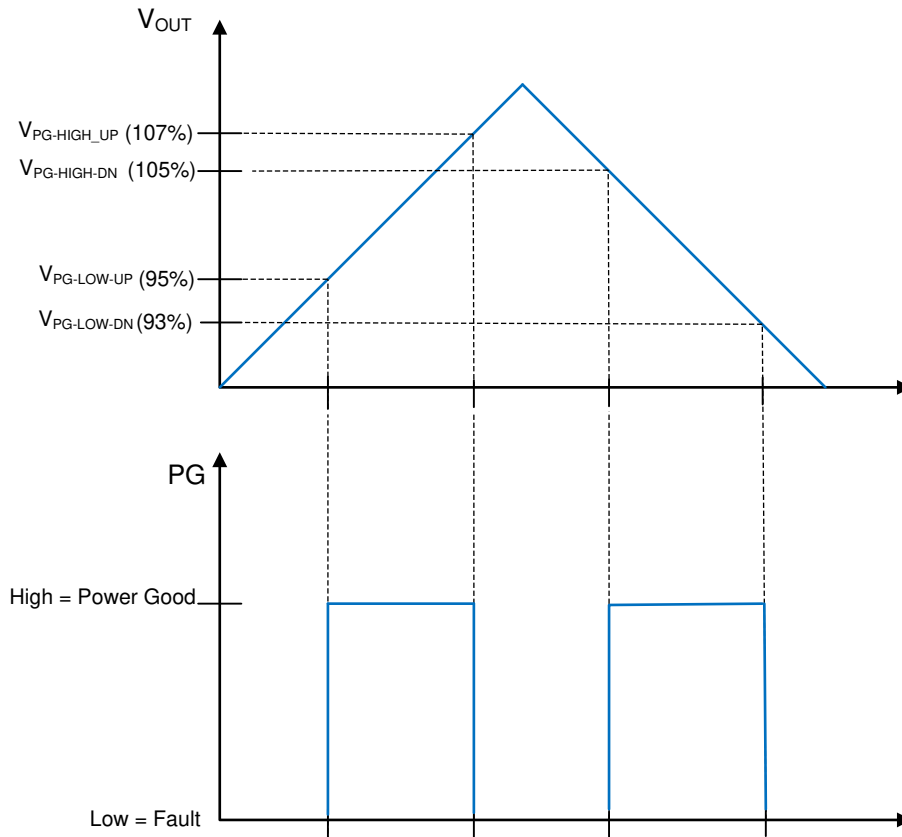 VOUT
VPG-HIGH_UP (107%)
VPG-HIGH-DN (105%)
VPG-LOW-UP (95%)
VPG-LOW-DN (93%)
PG
High = Power Good
Low = Fault